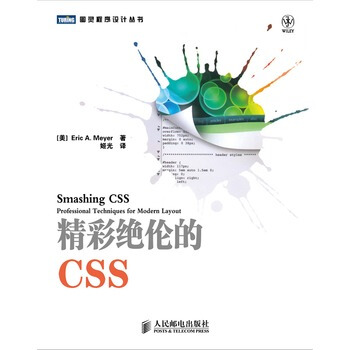 TURING 图灵程序设计丛书
WILEY
[美] Eric A. Meyer 著
姬光 译
Smashing CSS
Professional Techniques for Modern Layout
精彩绝伦的
CSS
人民邮电出版社
POSTS & TELECOM PRESS